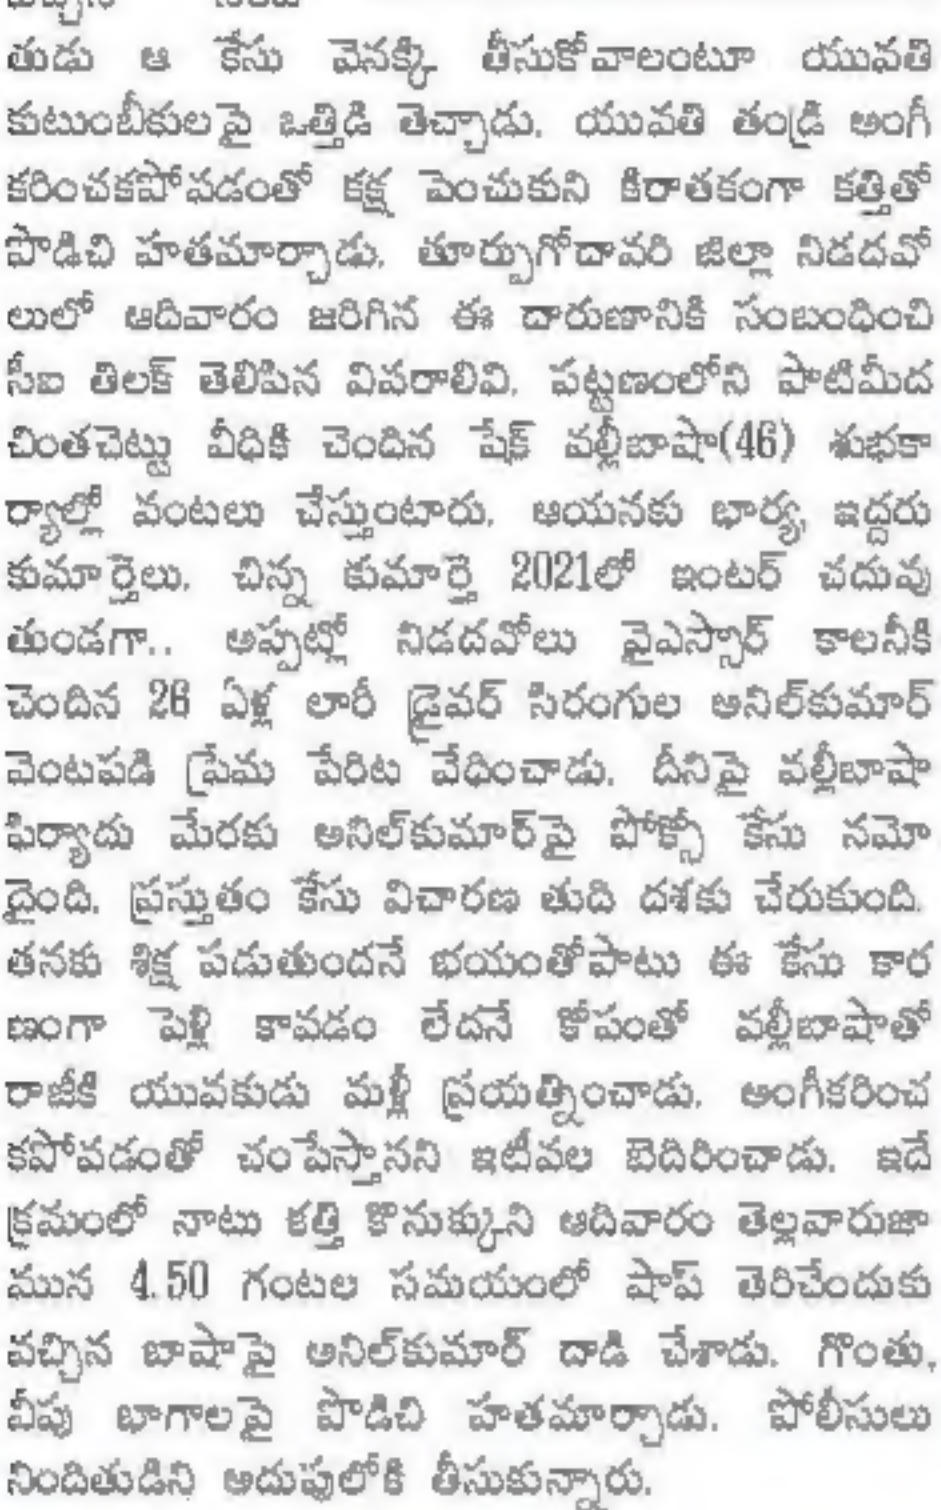 తుడు ఆ కేసు వెనక్కి తీసుకోవాలంటూ యువతి
కుటుంబీకులపై ఒత్తిడి తెచ్చాడు. యువతి తండ్రి అంగీ
కరించకపోవడంతో కక్ష పెంచుకుని కిరాతకంగా కత్తితో
పొడిచి హతమార్చాడు. తూర్పుగోదావరి జిల్లా నిడదవో
లులో ఆదివారం జరిగిన ఈ దారుణానికి సంబంధించి
సీఐ తిలక్ తెలిపిన వివరాలివి. పట్టణంలోని పాటిమీద
చింతచెట్టు వీధికి చెందిన షేక్ వల్లీబాషా(46) శుభకా
ర్యాల్లో వంటలు చేస్తుంటారు. ఆయనకు భార్య, ఇద్దరు
కుమార్తెలు. చిన్న కుమార్తె 2021లో ఇంటర్ చదువు
తుండగా.. అప్పట్లో నిడదవోలు వైఎస్సార్ కాలనీకి
చెందిన 26 ఏళ్ల లారీ డ్రైవర్ సిరంగుల అనిల్‌కుమార్
వెంటపడి ప్రేమ పేరిట వేధించాడు. దీనిపై వల్లీబాషా
ఫిర్యాదు మేరకు అనిల్‌కుమార్‌పై పోక్సో కేసు నమో
దైంది. ప్రస్తుతం కేసు విచారణ తుది దశకు చేరుకుంది.
తనకు శిక్ష పడుతుందనే భయంతోపాటు ఈ కేసు కార
ణంగా పెళ్లి కావడం లేదనే కోపంతో వల్లీబాషాతో
రాజీకి యువకుడు మళ్లీ ప్రయత్నించాడు. అంగీకరించ
కపోవడంతో చంపేస్తానని ఇటీవల బెదిరించాడు. ఇదే
క్రమంలో నాటు కత్తి కొనుక్కుని ఆదివారం తెల్లవారుజా
మున 4.50 గంటల సమయంలో షాప్ తెరిచేందుకు
వచ్చిన బాషాపై అనిల్‌కుమార్ దాడి చేశాడు. గొంతు,
వీపు భాగాలపై పొడిచి హతమార్చాడు. పోలీసులు
నిందితుడిని అదుపులోకి తీసుకున్నారు.